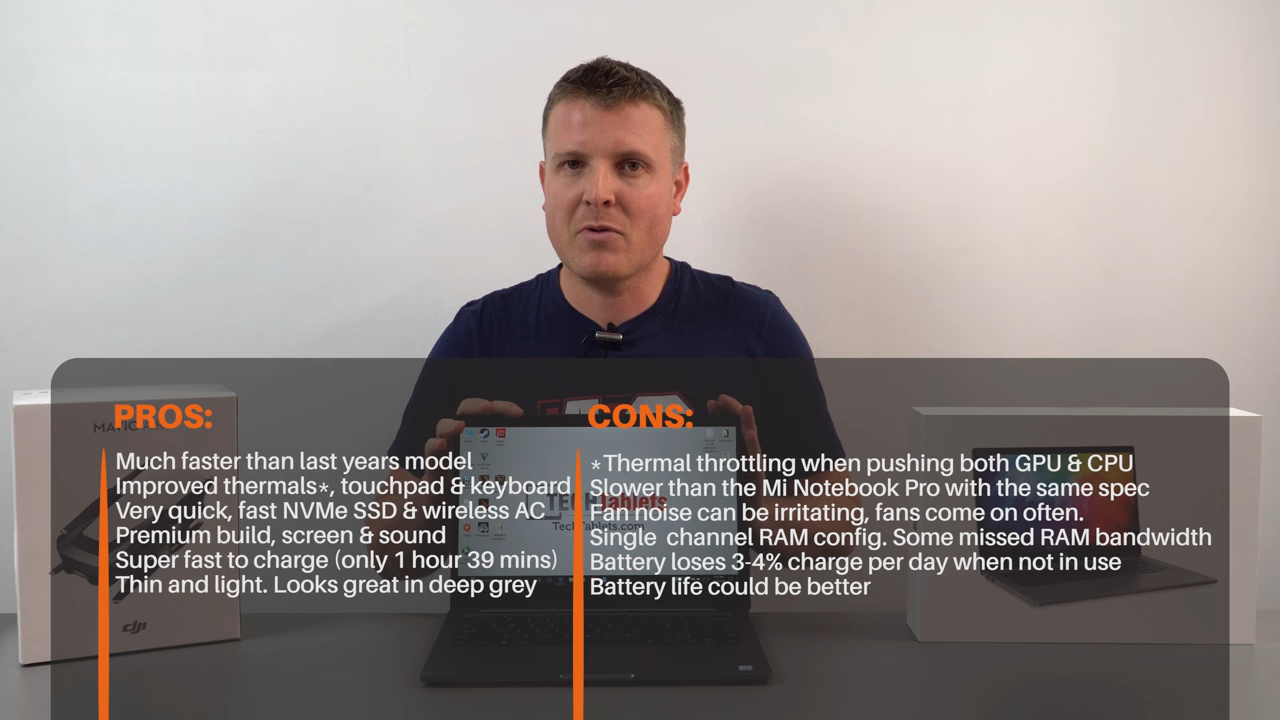 PROS:
Much faster than last years model
Improved thermals*, touchpad & keyboard
Very quick, fast NVMe SSD & wireless AC
Premium build, screen & sound
Super fast to charge (only 1 hour 39 mins)
Thin and light. Looks great in deep grey
CONS:
*Thermal throttling when pushing both GPU & CPU
Slower than the Mi Notebook Pro with the same spec
Fan noise can be irritating, fans come on often.
Single channel RAM config. Some missed RAM bandwidth
Battery loses 3-4% charge per day when not in use
Battery life could be better
TECHTablets
TechTablets.com
dji